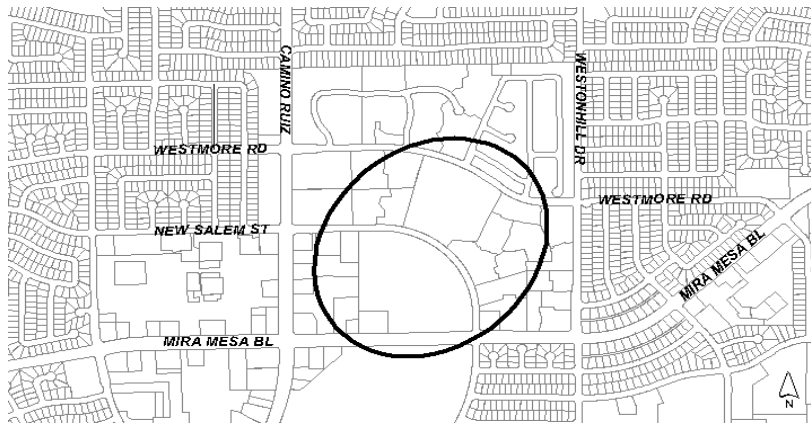 CAMINO RUIZ
WESTONHILL DR
WESTMORE RD
WESTMORE RD
NEW SALEM ST
MIRA MESA BL
MIRA MESA BL
N